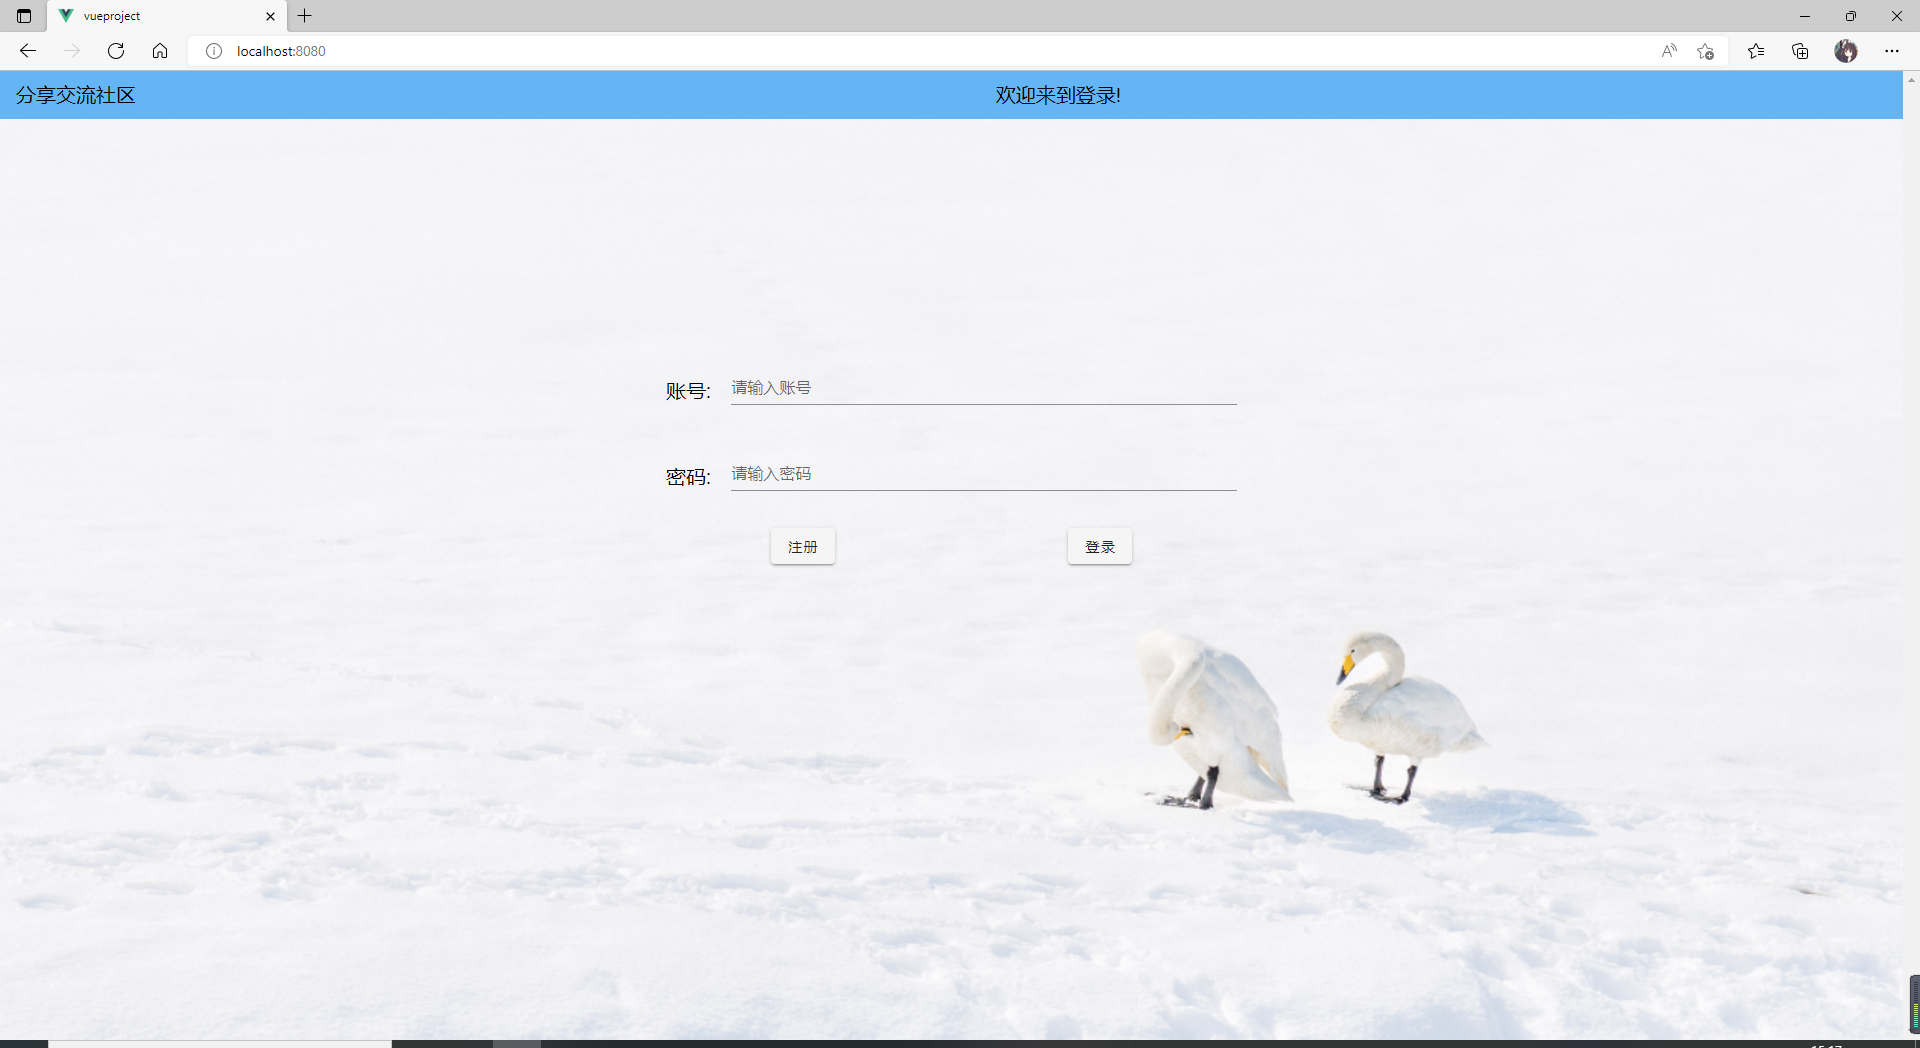 vueproject
localhost:8080
分享交流社区
欢迎来到登录!
账号:
请输入账号
密码:
请输入密码
注册
登录